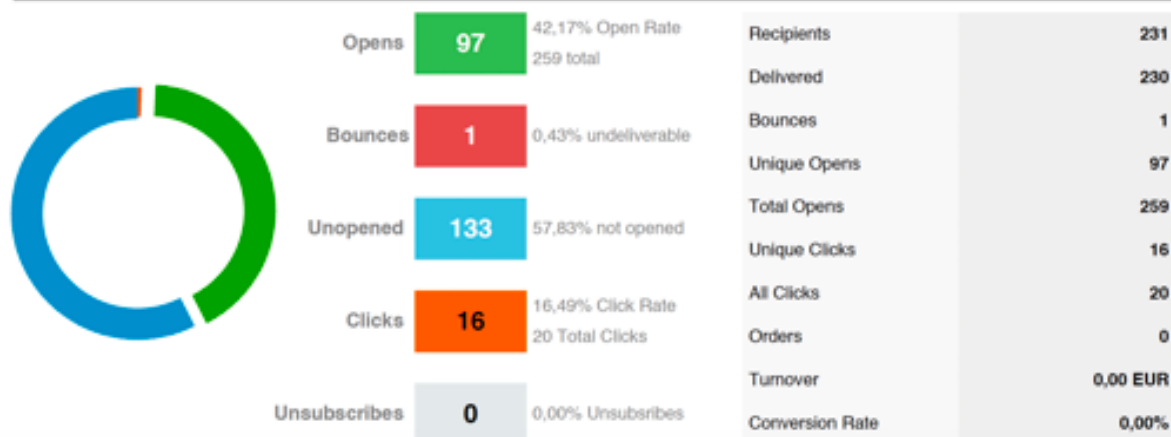 Opens
97
42,17% Open Rate
259 total
Bounces
1
0,43% undeliverable
Unopened
133
57,83% not opened
Clicks
16
16,49% Click Rate
20 Total Clicks
Unsubscribes
0
0,00% Unsubsribes
Recipients 231
Delivered 230
Bounces 1
Unique Opens 97
Total Opens 259
Unique Clicks 16
All Clicks 20
Orders 0
Turnover 0,00 EUR
Conversion Rate 0,00%